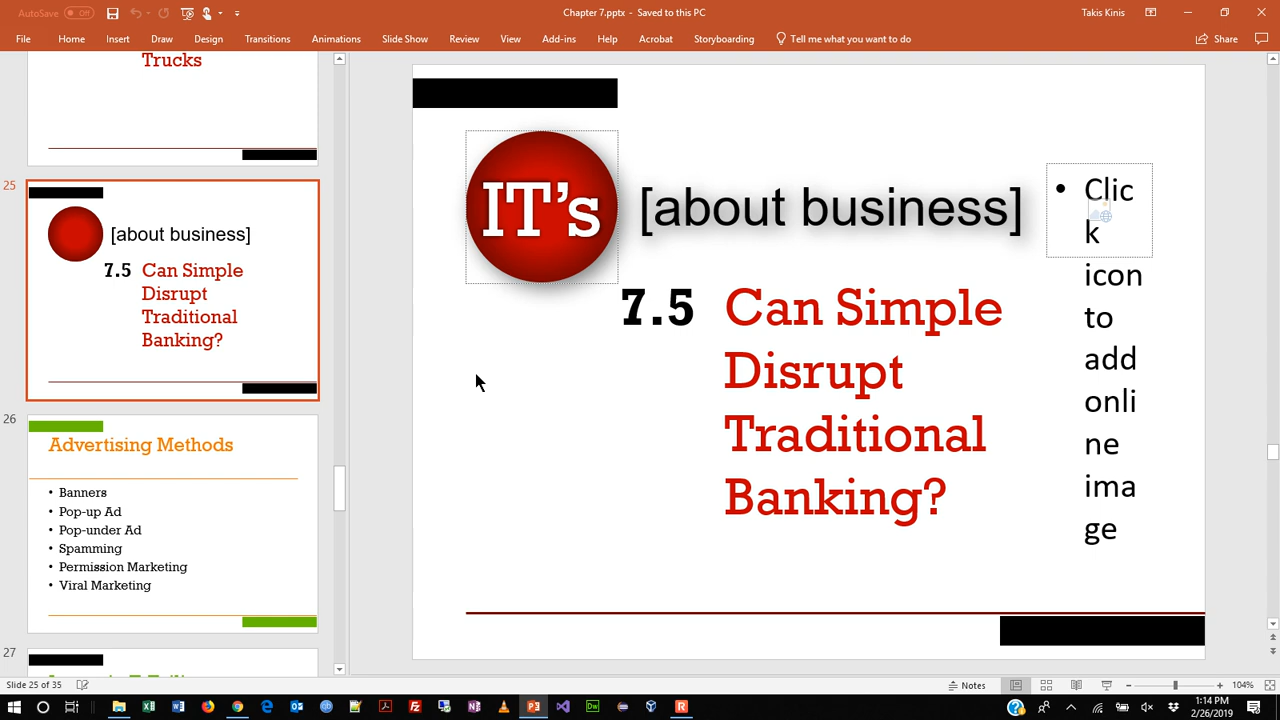 AutoSave Off
Chapter 7.pptx - Saved to this PC
Takis Kinis
File Home Insert Draw Design Transitions Animations Slide Show Review View Add-ins Help Acrobat Storyboarding Tell me what you want to do Share
Trucks
25
[about business]
7.5 Can Simple
Disrupt
Traditional
Banking?
26
Advertising Methods
• Banners
• Pop-up Ad
• Pop-under Ad
• Spamming
• Permission Marketing
• Viral Marketing
27
IT's
[about business]
7.5 Can Simple
Disrupt
Traditional
Banking?
• Clic
k
icon
to
add
onli
ne
ima
ge
Slide 25 of 35
Notes
104%
1:14 PM
2/26/2019